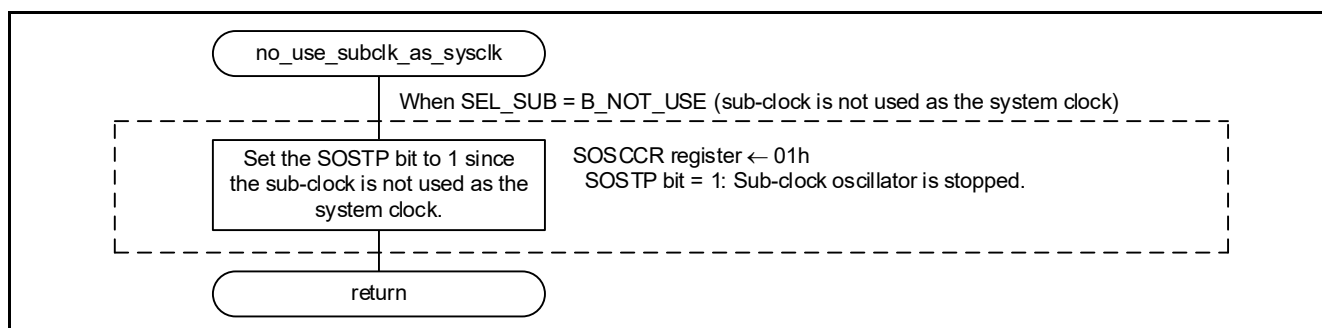 no_use_subclk_as_sysclk
When SEL_SUB = B_NOT_USE (sub-clock is not used as the system clock)
Set the SOSTP bit to 1 since
the sub-clock is not used as the
system clock.
SOSCCR register ← 01h
SOSTP bit = 1: Sub-clock oscillator is stopped.
return